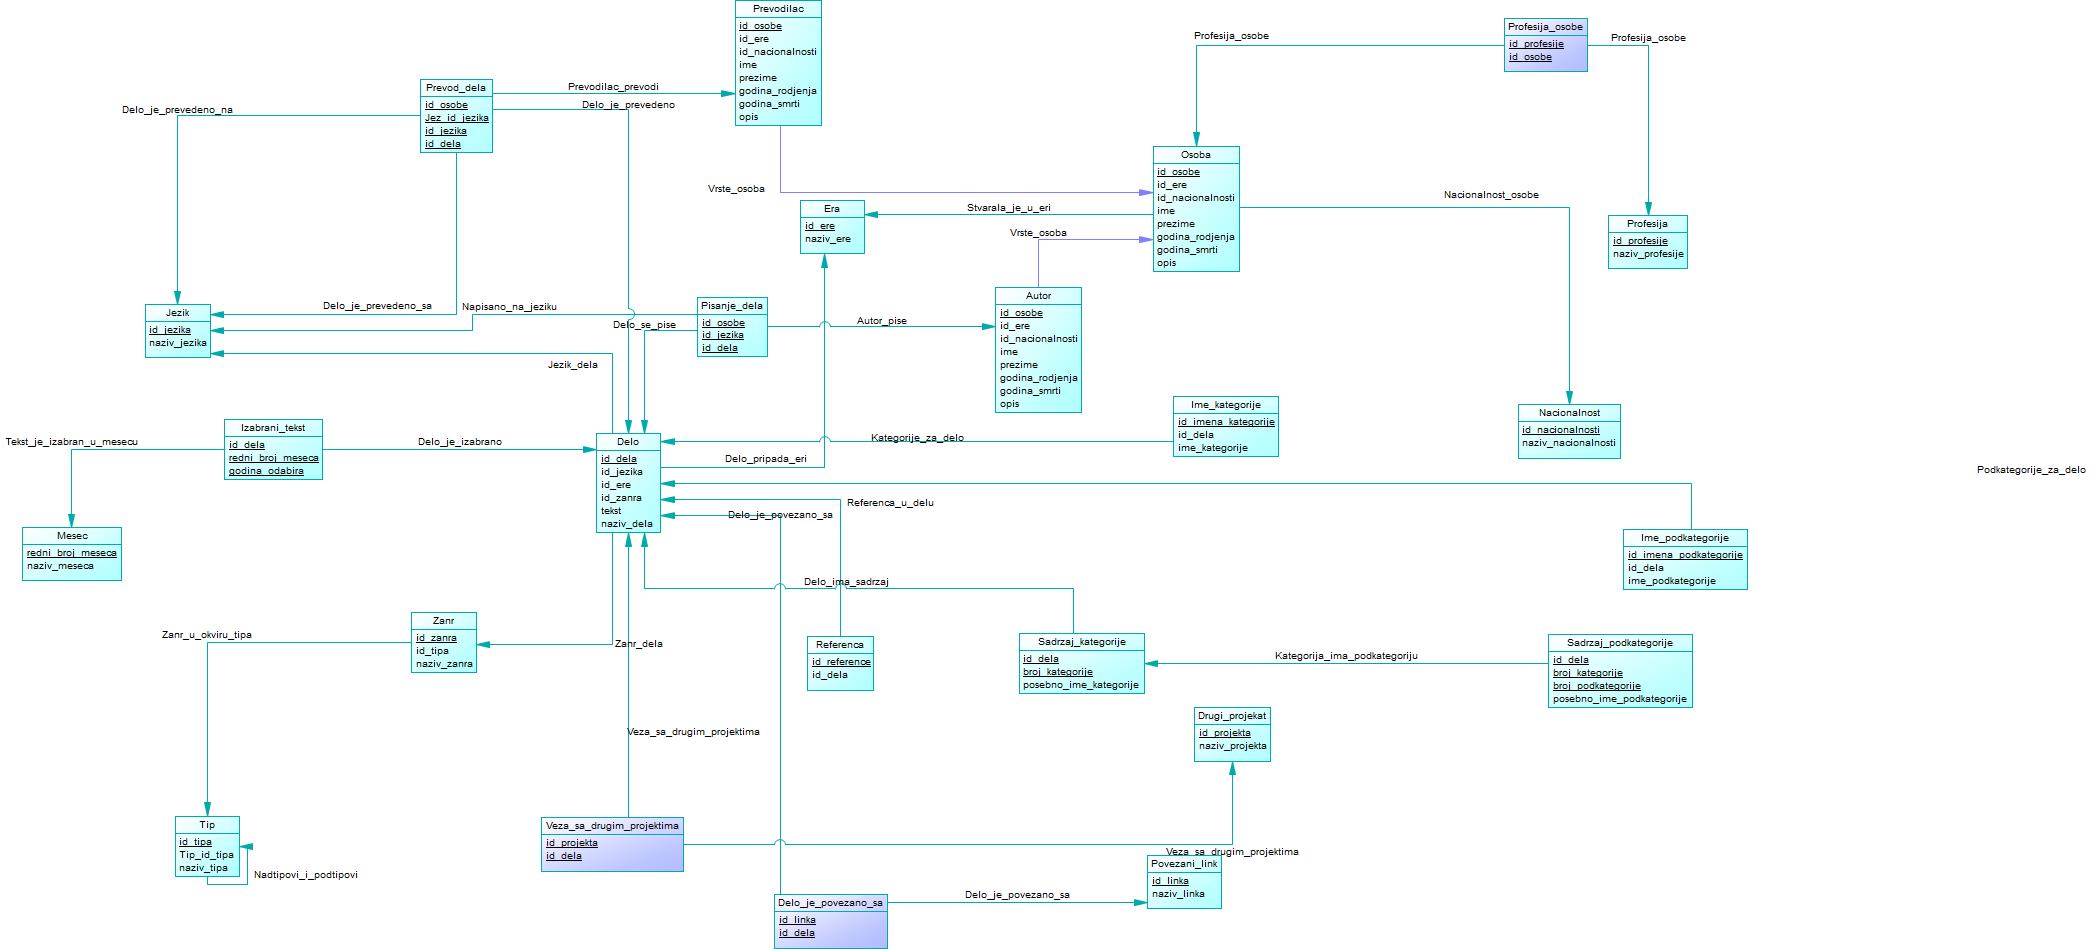 Prevodilac
id_osobe
id_ere
id_nacionalnosti
ime
prezime
godina_rodjenja
godina_smrti
opis
Profesija_osobe
id_profesije
id_osobe
Profesija_osobe
Profesija_osobe
Prevod_dela
id_osobe
Jez_id_jezika
id_jezika
id_dela
Prevodilac_prevodi
Delo_je_prevedeno
Delo_je_prevedeno_na
Osoba
id_osobe
id_ere
id_nacionalnosti
ime
prezime
godina_rodjenja
godina_smrti
opis
Vrste_osoba
Nacionalnost_osobe
Era
id_ere
naziv_ere
Stvarala_je_u_eri
Vrste_osoba
Profesija
id_profesije
naziv_profesije
Jezik
id_jezika
naziv_jezika
Delo_je_prevedeno_sa
Napisano_na_jeziku
Pisanje_dela
id_osobe
id_jezika
id_dela
Delo_se_pise
Autor_pise
Autor
id_osobe
id_ere
id_nacionalnosti
ime
prezime
godina_rodjenja
godina_smrti
opis
Jezik_dela
Ime_kategorije
id_imena_kategorije
id_dela
ime_kategorije
Nacionalnost
id_nacionalnosti
naziv_nacionalnosti
Izabrani_tekst
id_dela
redni_broj_meseca
godina_odabira
Tekst_je_izabran_u_mesecu
Delo_je_izabrano
Delo
id_dela
id_jezika
id_ere
id_zanra
tekst
naziv_dela
Kategorije_za_delo
Delo_pripada_eri
Podkategorije_za_delo
Referenca_u_delu
Delo_je_povezano_sa
Mesec
redni_broj_meseca
naziv_meseca
Ime_podkategorije
id_imena_podkategorije
id_dela
ime_podkategorije
Delo_ima_sadrzaj
Zanr
id_zanra
id_tipa
naziv_zanra
Zanr_u_okviru_tipa
Zanr_dela
Referenca
id_reference
id_dela
Sadrzaj_kategorije
id_dela
broj_kategorije
posebno_ime_kategorije
Kategorija_ima_podkategoriju
Sadrzaj_podkategorije
id_dela
broj_kategorije
broj_podkategorije
posebno_ime_podkategorije
Drugi_projekat
id_projekta
naziv_projekta
Veza_sa_drugim_projektima
Tip
id_tipa
Tip_id_tipa
naziv_tipa
Nadtipovi_i_podtipovi
Veza_sa_drugim_projektima
id_projekta
id_dela
Veza_sa_drugim_projektima
Povezani_link
id_linka
naziv_linka
Delo_je_povezano_sa
id_linka
id_dela
Delo_je_povezano_sa